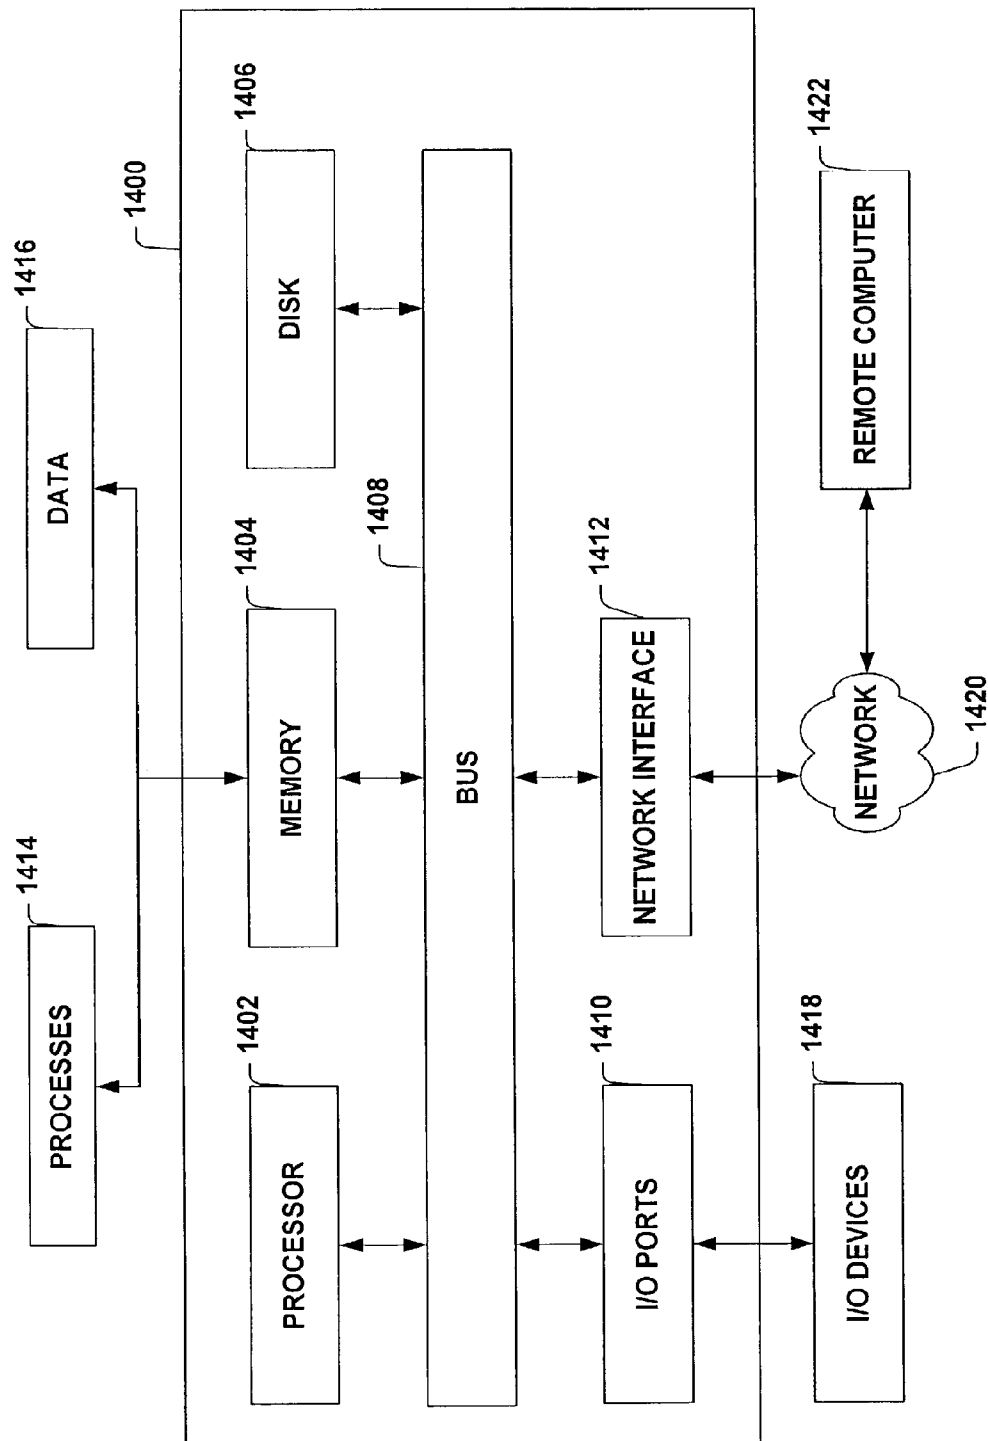 1414
PROCESSES
1416
DATA
1400
1402
PROCESSOR
1404
MEMORY
1406
DISK
1408
BUS
1410
I/O PORTS
1412
NETWORK INTERFACE
1418
I/O DEVICES
NETWORK
1420
1422
REMOTE COMPUTER